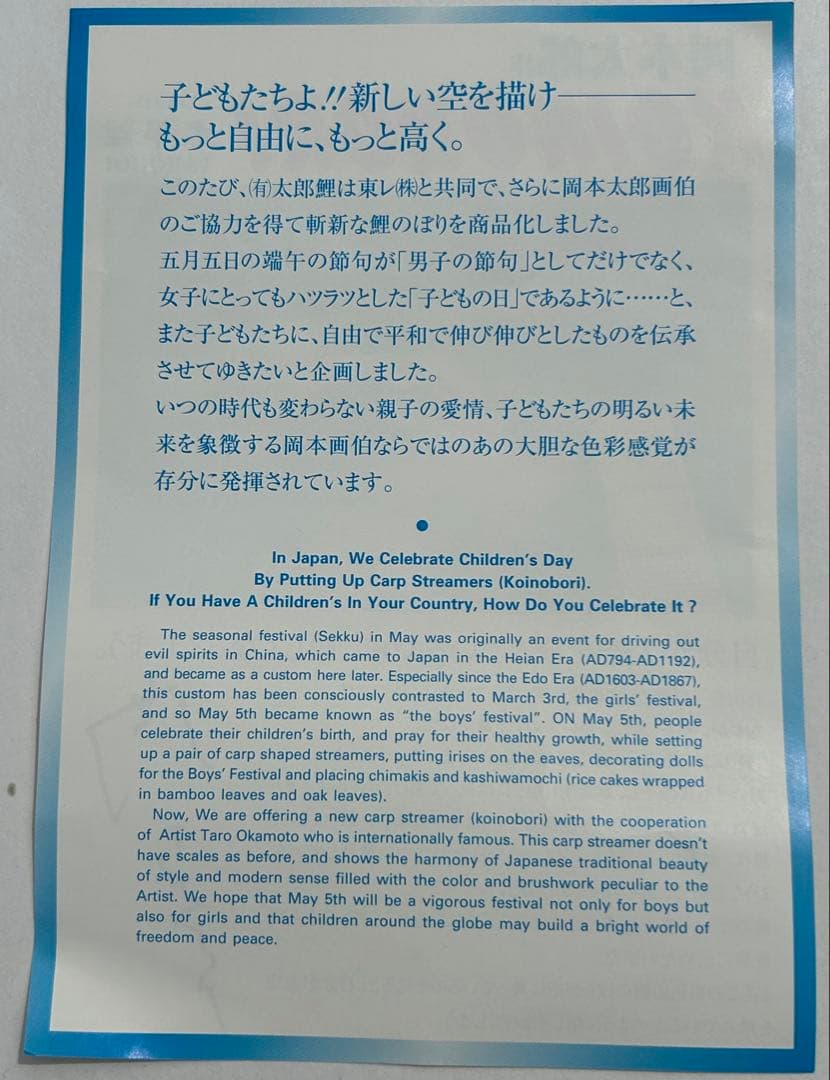 子どもたちよ!!新しい空を描け――――
もっと自由に、もっと高く。
このたび、㈲太郎鯉は東レ㈱と共同で、さらに岡本太郎画伯
のご協力を得て斬新な鯉のぼりを商品化しました。
五月五日の端午の節句が「男子の節句」としてだけでなく、
女子にとってもハツラツとした「子どもの日」であるように……と、
また子どもたちに、自由で平和で伸び伸びとしたものを伝承
させてゆきたいと企画しました。
いつの時代も変わらない親子の愛情、子どもたちの明るい未
来を象徴する岡本画伯ならではのあの大胆な色彩感覚が
存分に発揮されています。
●
In Japan, We Celebrate Children's Day
By Putting Up Carp Streamers (Koinobori).
If You Have A Children's In Your Country, How Do You Celebrate It ?
The seasonal festival (Sekku) in May was originally an event for driving out
evil spirits in China, which came to Japan in the Heian Era (AD794-AD1192),
and became as a custom here later. Especially since the Edo Era (AD1603-AD1867),
this custom has been consciously contrasted to March 3rd, the girls' festival,
and so May 5th became known as "the boys' festival". ON May 5th, people
celebrate their children's birth, and pray for their healthy growth, while setting
up a pair of carp shaped streamers, putting irises on the eaves, decorating dolls
for the Boys' Festival and placing chimakis and kashiwamochi (rice cakes wrapped
in bamboo leaves and oak leaves).
Now, We are offering a new carp streamer (koinobori) with the cooperation
of Artist Taro Okamoto who is internationally famous. This carp streamer doesn't
have scales as before, and shows the harmony of Japanese traditional beauty
of style and modern sense filled with the color and brushwork peculiar to the
Artist. We hope that May 5th will be a vigorous festival not only for boys but
also for girls and that children around the globe may build a bright world of
freedom and peace.